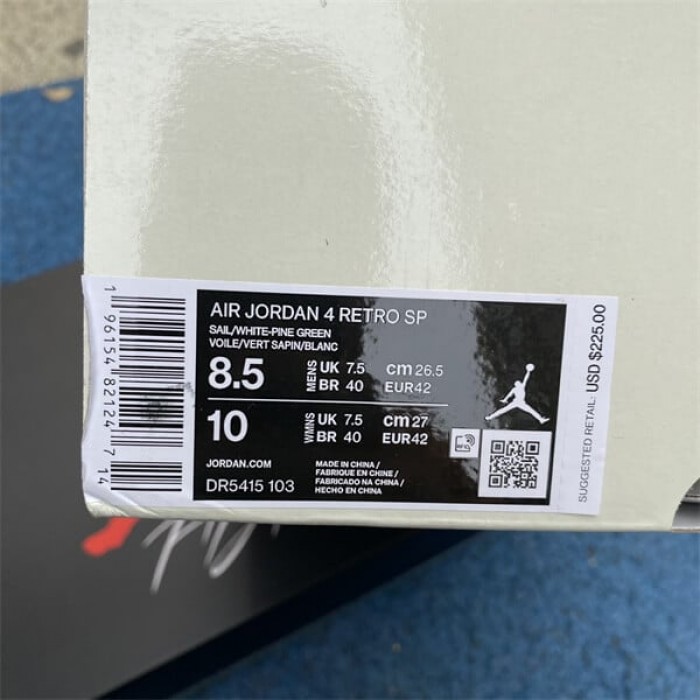 1 96154 82124 7 14
AIR JORDAN 4 RETRO SP
SAIL/WHITE-PINE GREEN
VOILE/VERT SAPIN/BLANC
8.5 MENS UK 7.5 cm 26.5
BR 40 EUR42
10 WMNS UK 7.5 cm 27
BR 40 EUR42
JORDAN.COM
DR5415 103
MADE IN CHINA /
FABRIQUE EN CHINE /
FABRICADO NA CHINA /
HECHO EN CHINA
SUGGESTED RETAIL: USD $225.00